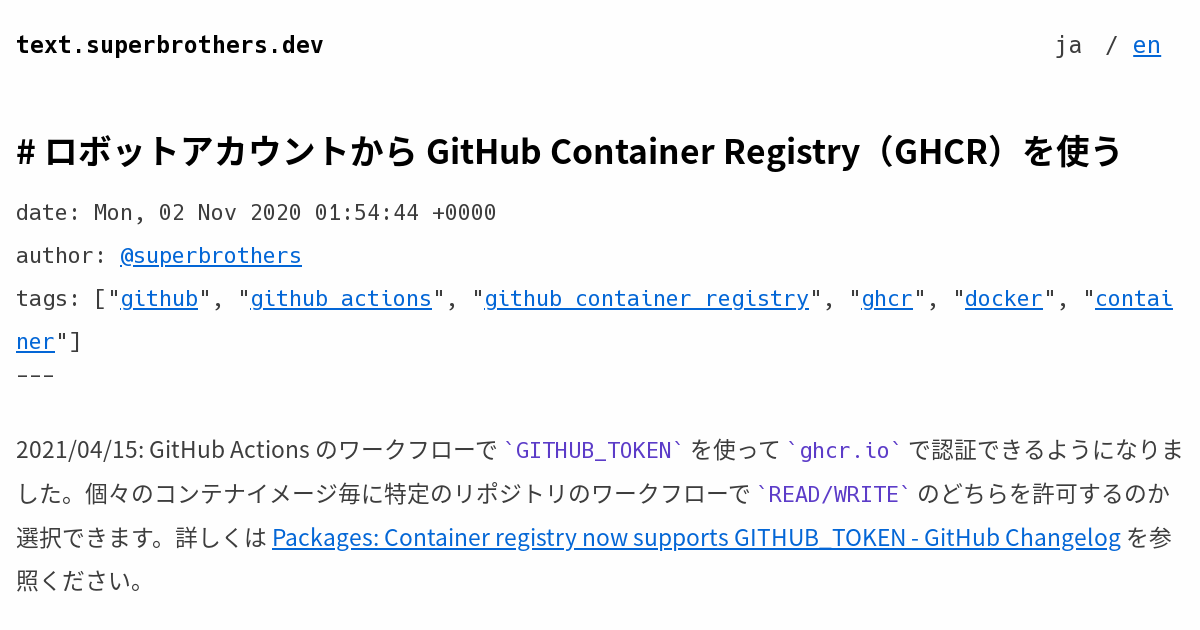 text.superbrothers.dev
ja / en
# ロボットアカウントから GitHub Container Registry（GHCR）を使う
date: Mon, 02 Nov 2020 01:54:44 +0000
author: @superbrothers
tags: ["github", "github actions", "github container registry", "ghcr", "docker", "contai
ner"]
---
2021/04/15: GitHub Actions のワークフローで `GITHUB_TOKEN` を使って `ghcr.io` で認証できるようになりま
した。個々のコンテナイメージ毎に特定のリポジトリのワークフローで `READ/WRITE` のどちらを許可するのか
選択できます。詳しくは Packages: Container registry now supports GITHUB_TOKEN - GitHub Changelog を参
照ください。